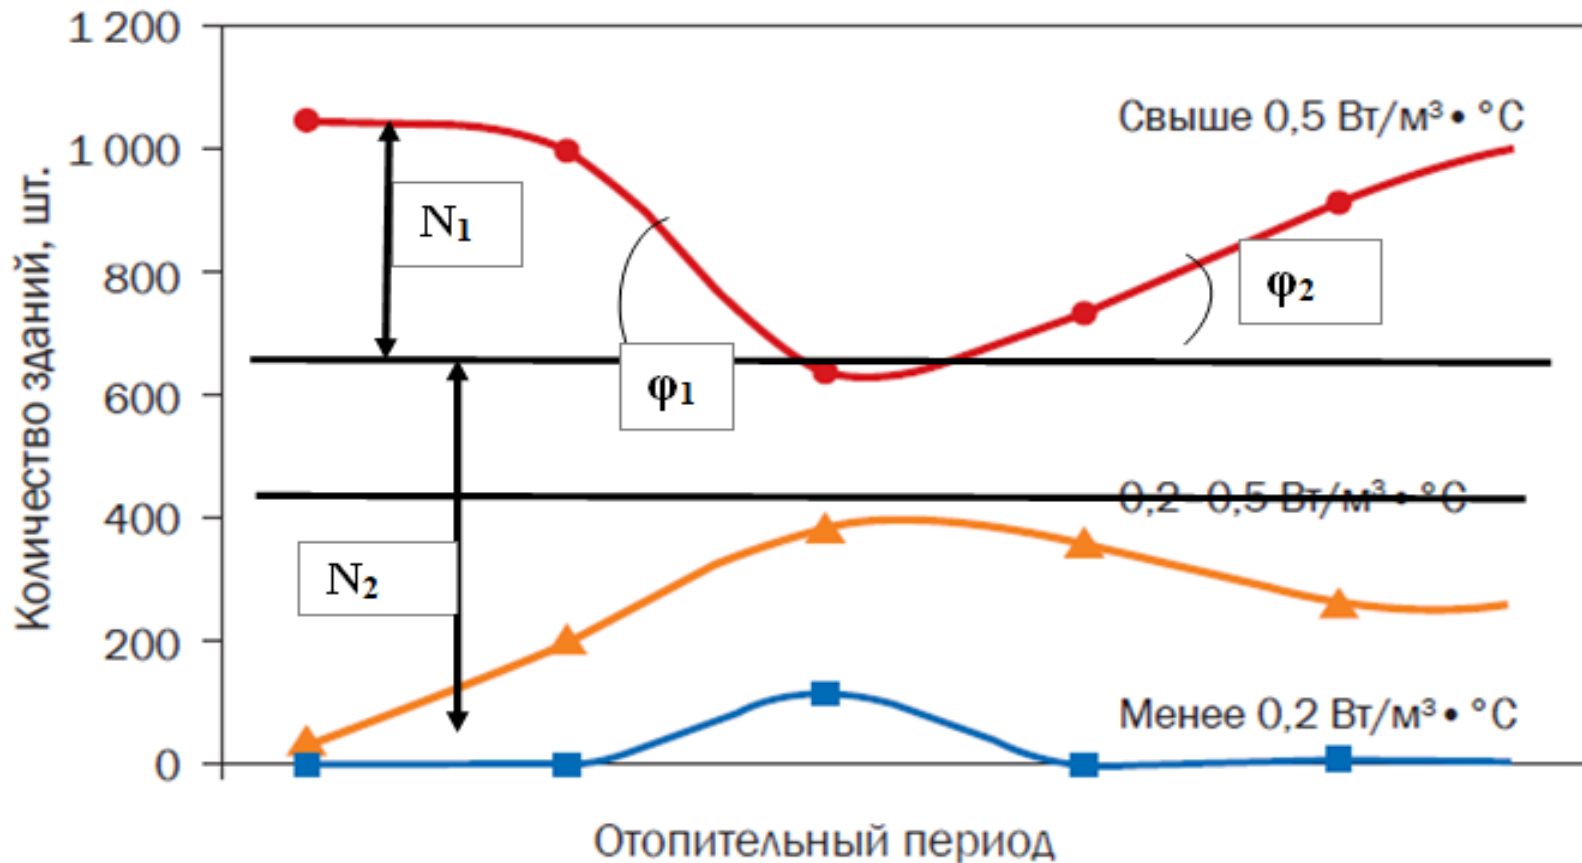 1 200
1 000
800
600
400
200
0
Количество зданий, шт.
Свыше 0,5 Вт/м³ • °С
N₁
φ₂
φ₁
0,2–0,5 Вт/м³ • °С
N₂
Менее 0,2 Вт/м³ • °С
Отопительный период